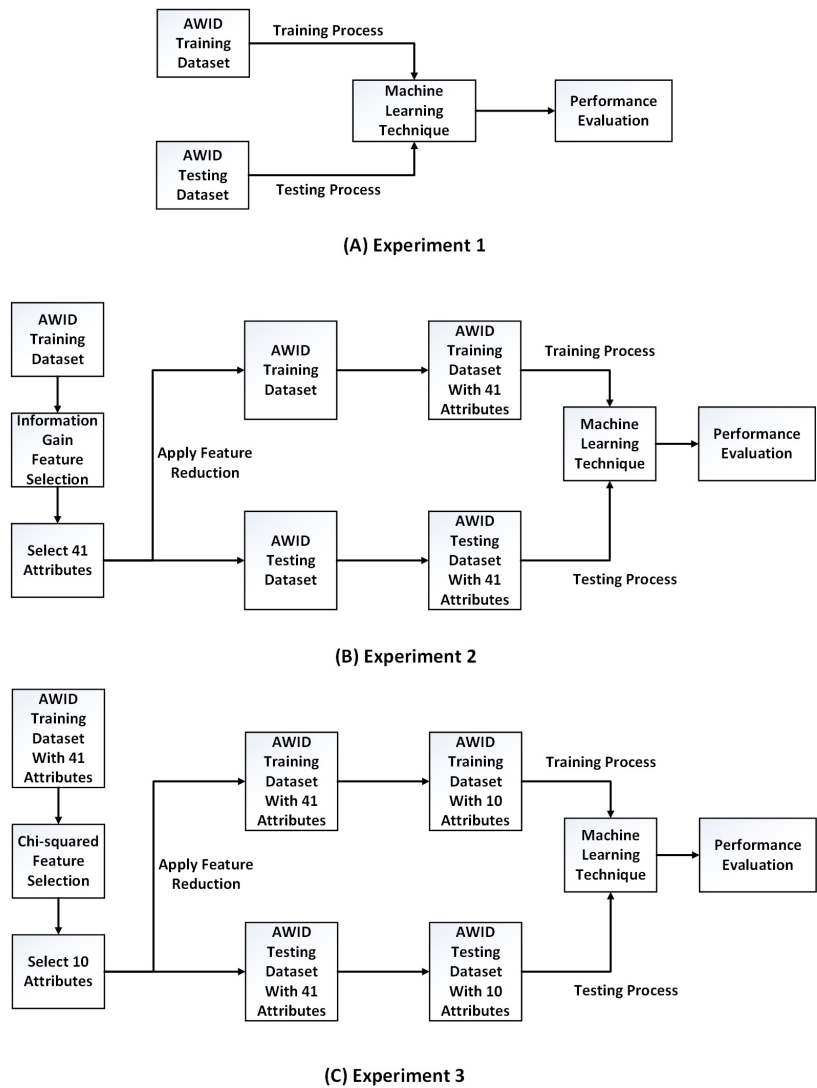 AWID
Training
Dataset
Training Process
Machine
Learning
Technique
Performance
Evaluation
AWID
Testing
Dataset
Testing Process
(A) Experiment 1
AWID
Training
Dataset
Information
Gain
Feature
Selection
Select 41
Attributes
Apply Feature
Reduction
AWID
Training
Dataset
AWID
Training
Dataset
With 41
Attributes
Training Process
AWID
Testing
Dataset
AWID
Testing
Dataset
With 41
Attributes
Testing Process
Machine
Learning
Technique
Performance
Evaluation
(B) Experiment 2
AWID
Training
Dataset
With 41
Attributes
Chi-squared
Feature
Selection
Select 10
Attributes
Apply Feature
Reduction
AWID
Training
Dataset
With 41
Attributes
AWID
Training
Dataset
With 10
Attributes
Training Process
AWID
Testing
Dataset
With 41
Attributes
AWID
Testing
Dataset
With 10
Attributes
Testing Process
Machine
Learning
Technique
Performance
Evaluation
(C) Experiment 3